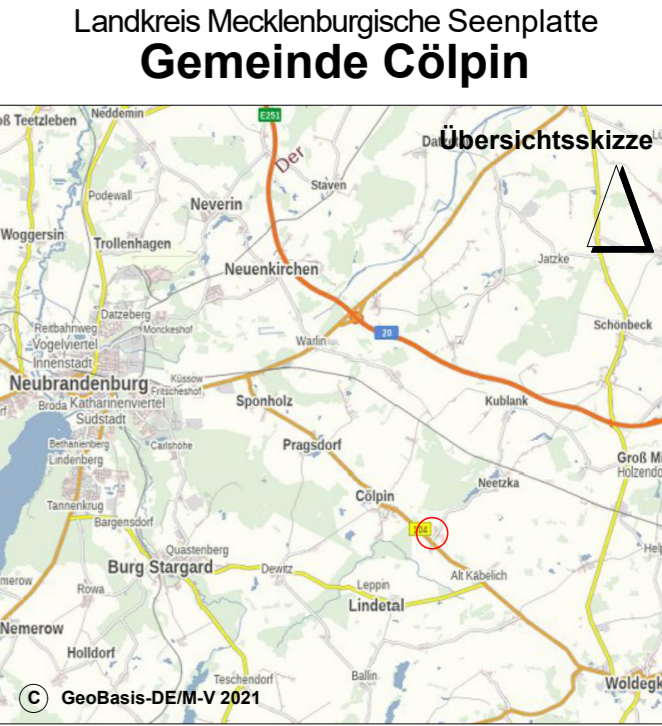 Landkreis Mecklenburgische Seenplatte
Gemeinde Cölpin
Übersichtsskizze
Neddemin
E251
Teetzleben
Der
Staven
Podewall
Neverin
Woggersin
Trollenhagen
Neuenkirchen
Jatzke
Datzeberg
Monckeshof
Reitbahnweg
Vogelviertel
Innenstadt
Warlin
20
Schönbeck
Neubrandenburg
Küssow
Fritscheshof
Broda
Katharinenviertel
Südstadt
Sponholz
Kublank
Bethanienberg
Carlshöhe
Lindenberg
Pragsdorf
Groß
Neetzka
Cölpin
Tannenkrug
Bargensdorf
Quastenberg
Burg Stargard
Dewitz
Alt Käbelich
Rowa
Leppin
Lindetal
Nemerow
Holldorf
Teschendorf
Ballin
C GeoBasis-DE/M-V 2021